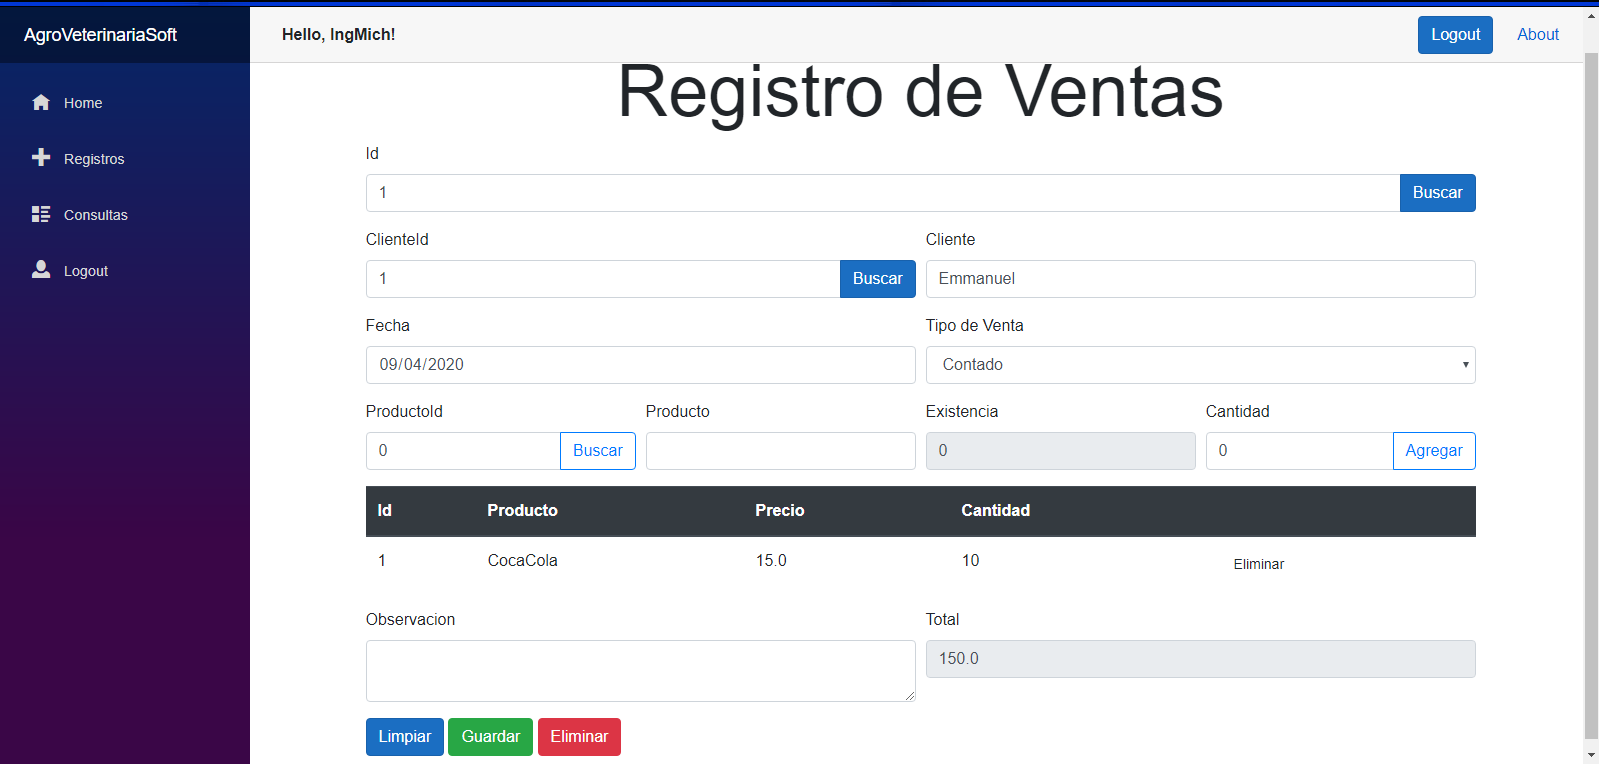 AgroVeterinariaSoft
Hello, IngMich!
Logout
About
Home
Registros
Consultas
Logout
Registro de Ventas
Id
1
Buscar
ClienteId
Cliente
1
Buscar
Emmanuel
Fecha
Tipo de Venta
09/04/2020
Contado
ProductoId
Producto
Existencia
Cantidad
0
Buscar
0
0
Agregar
Id Producto Precio Cantidad
1 CocaCola 15.0 10 Eliminar
Observacion
Total
150.0
Limpiar
Guardar
Eliminar